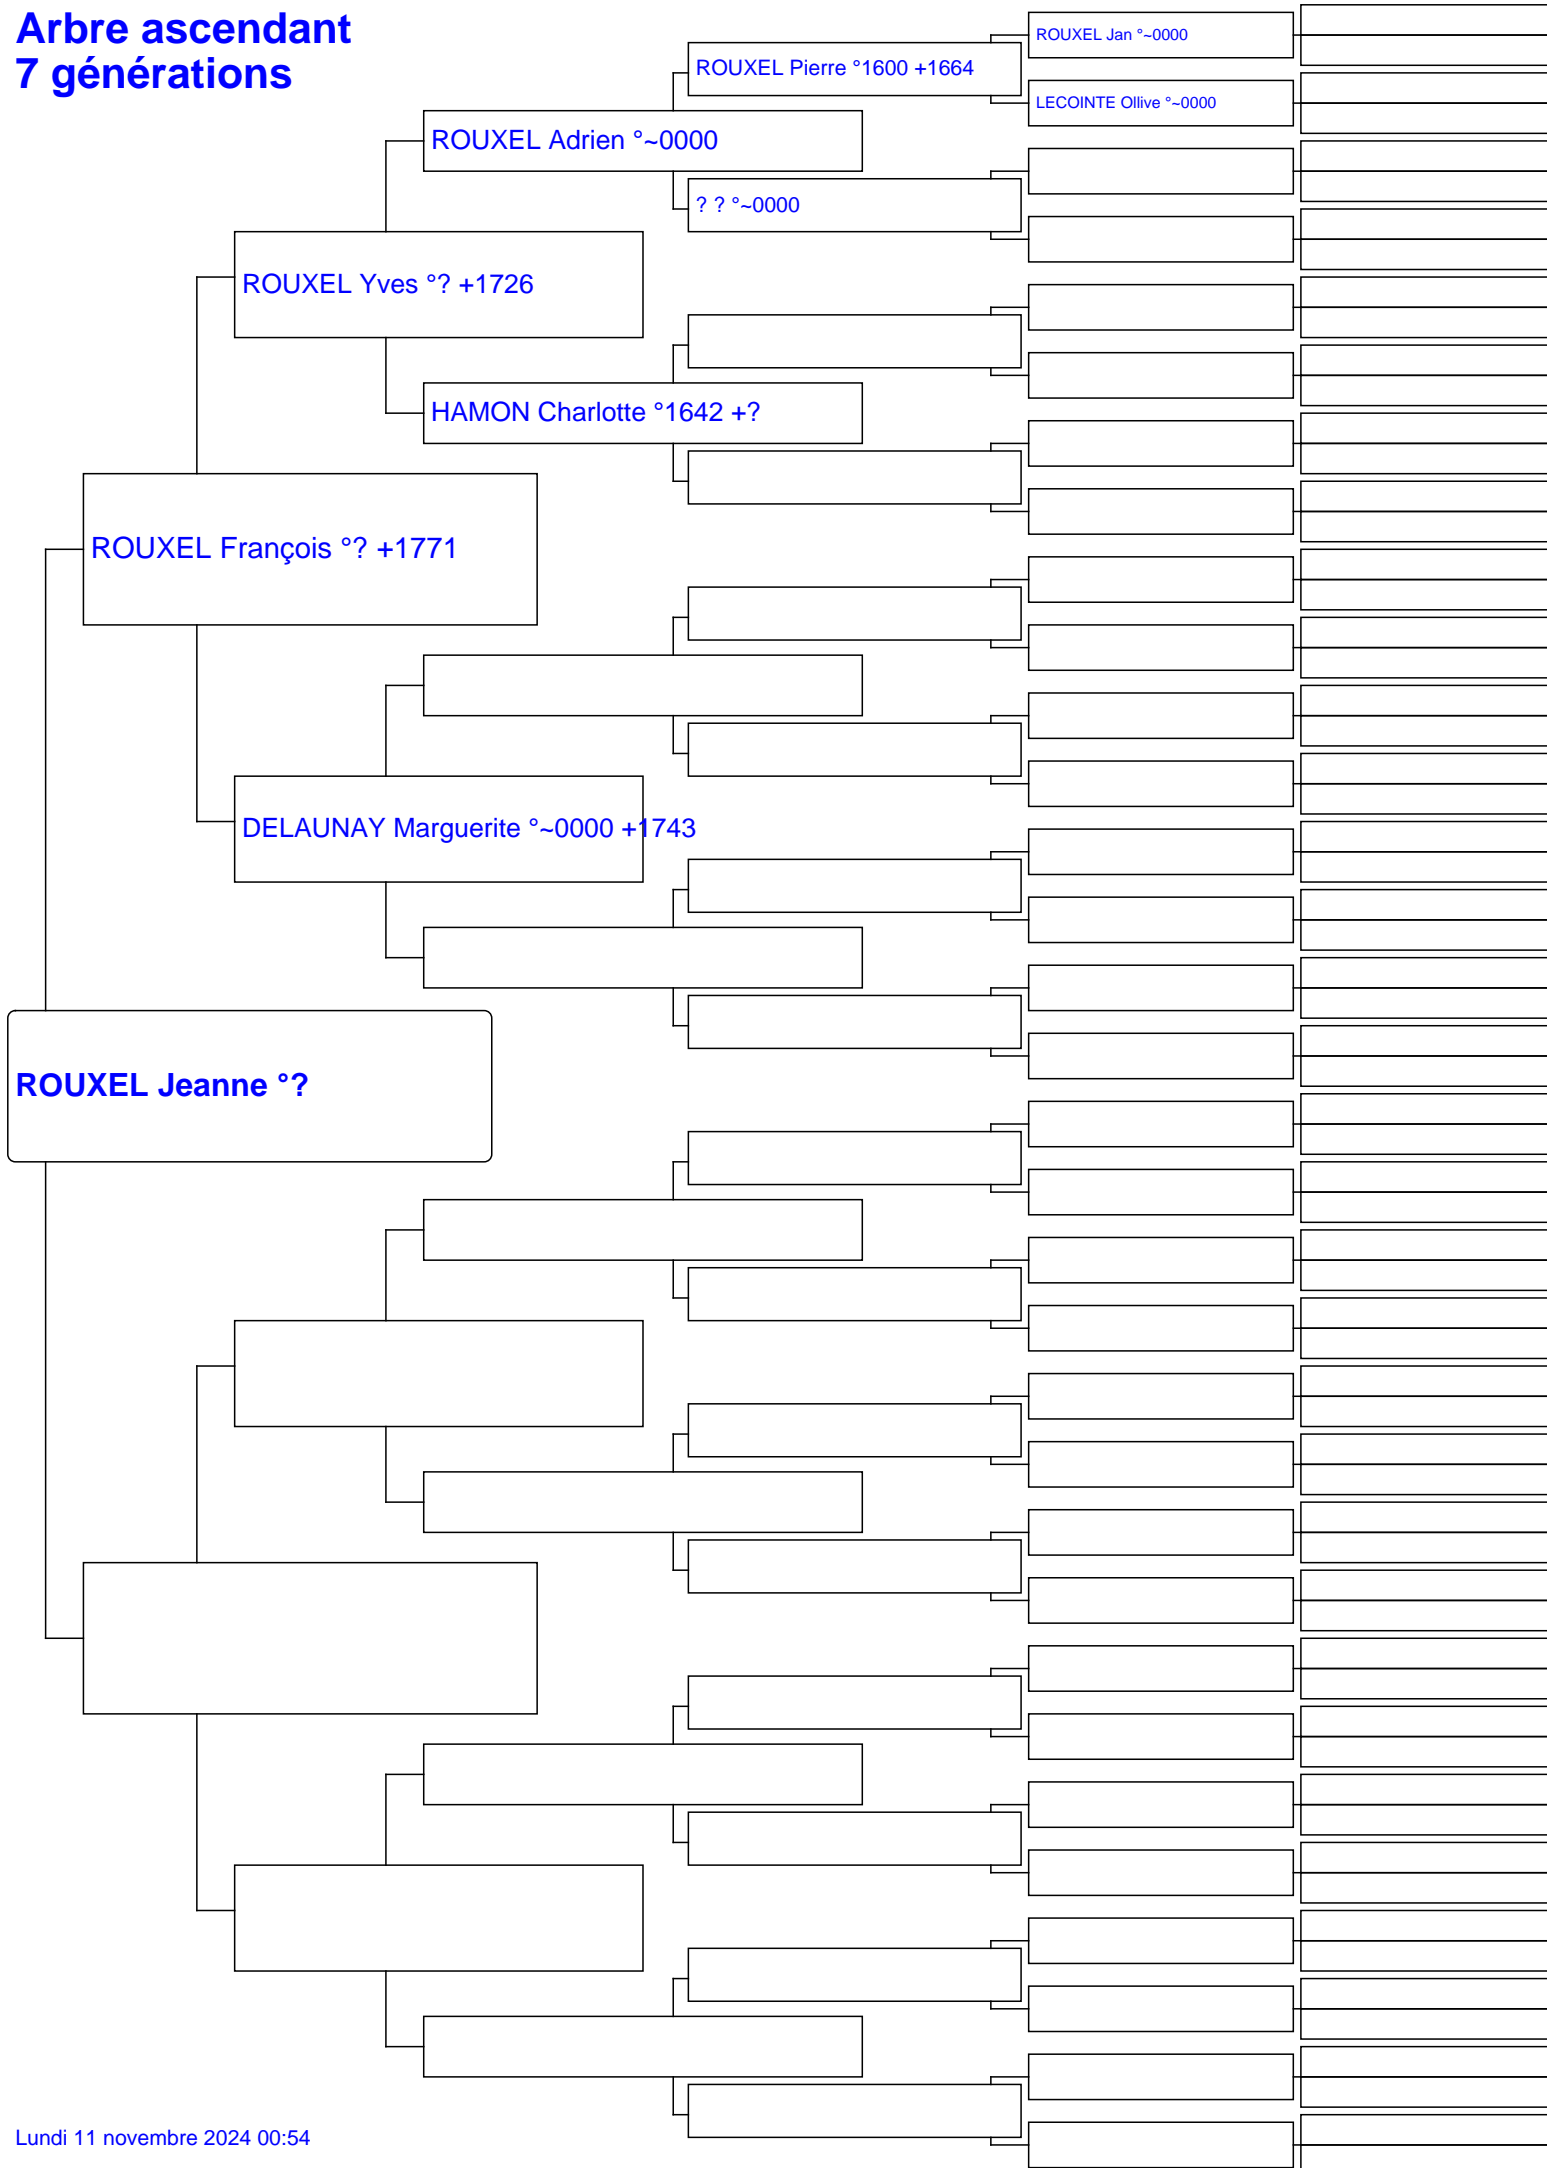 Arbre ascendant
7 générations
ROUXEL Jan °~0000
ROUXEL Pierre °1600 +1664
LECOINTE Ollive °~0000
ROUXEL Adrien °~0000
? ? °~0000
ROUXEL Yves °? +1726
HAMON Charlotte °1642 +?
ROUXEL François °? +1771
DELAUNAY Marguerite °~0000 +1743
ROUXEL Jeanne °?
Lundi 11 novembre 2024 00:54